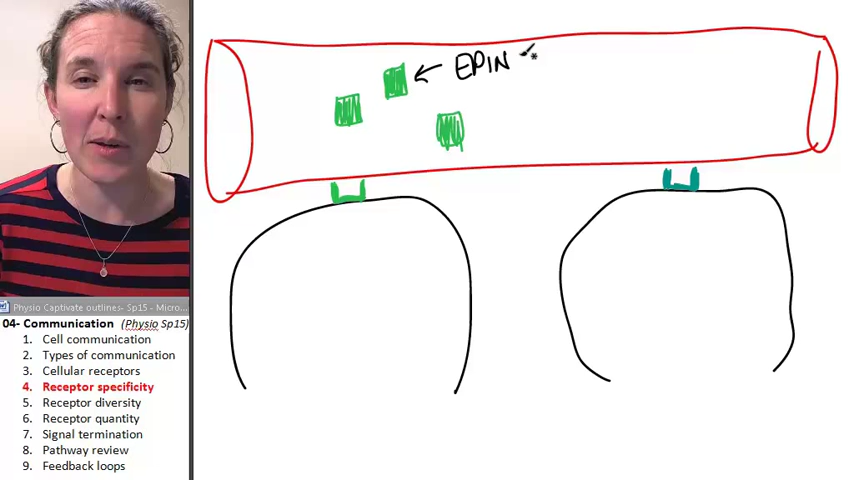 EPIN
Physio Captivate outlines- Sp15 - Micro...
04- Communication (Physio Sp15)
1. Cell communication
2. Types of communication
3. Cellular receptors
4. Receptor specificity
5. Receptor diversity
6. Receptor quantity
7. Signal termination
8. Pathway review
9. Feedback loops